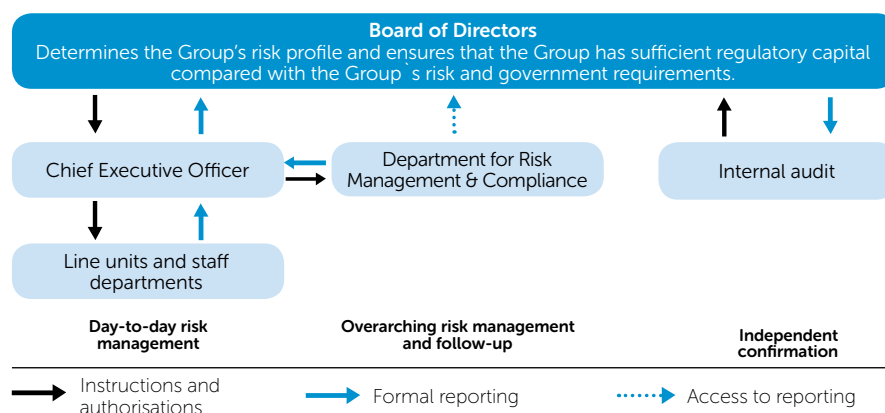 Board of Directors
Determines the Group's risk profile and ensures that the Group has sufficient regulatory capital
compared with the Group`s risk and government requirements.
Chief Executive Officer
Department for Risk
Management & Compliance
Internal audit
Line units and staff
departments
Day-to-day risk
management
Overarching risk management
and follow-up
Independent
confirmation
Instructions and
authorisations
Formal reporting
Access to reporting